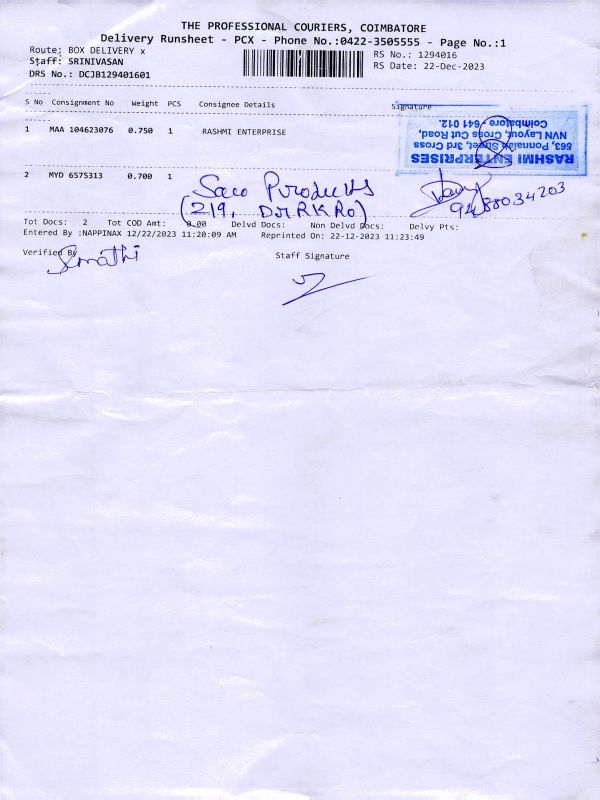 THE PROFESSIONAL COURIERS, COIMBATORE
Delivery Runsheet - PCX - Phone No.:0422-3505555 - Page No.:1
Route: BOX DELIVERY x
RS No.: 1294016
Staff: SRINIVASAN
RS Date: 22-Dec-2023
DRS No.: DCJB129401601
S No Consignment No Weight PCS Consignee Details Signature
1 MAA 104623076 0.750 1 RASHMI ENTERPRISE
RASHMI ENTERPRISES
563, Ponnaiah Street, 3rd Cross
NVN Layout, Cross Cut Road,
Coimbatore - 641 012.
2 MYD 6575313 0.700 1
Products
(219, Dr.RKRo)
9488034203
Tot Docs: 2 Tot COD Amt: 0.00 Delvd Docs: Non Delvd Docs: Delvy Pts:
Entered By :NAPPINAX 12/22/2023 11:20:09 AM Reprinted On: 22-12-2023 11:23:49
Verified By
Staff Signature